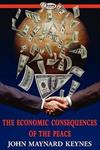 THE ECONOMIC CONSEQUENCES
OF THE PEACE
JOHN MAYNARD KEYNES